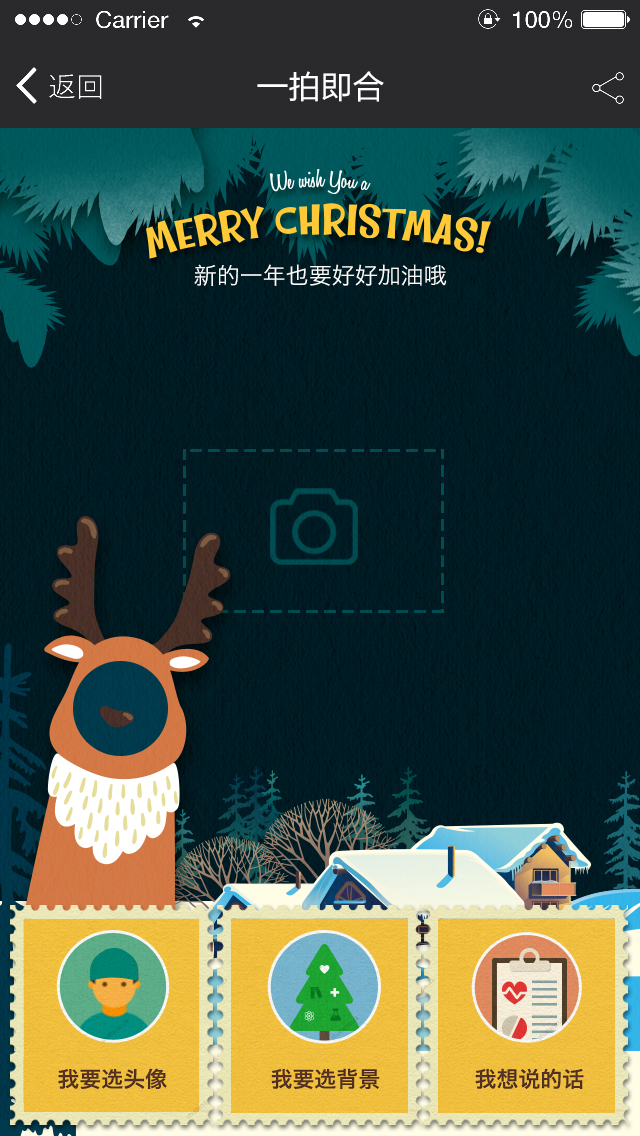 Carrier 100%
返回 一拍即合
We wish You a
MERRY CHRISTMAS!
新的一年也要好好加油哦
我要选头像 我要选背景 我想说的话